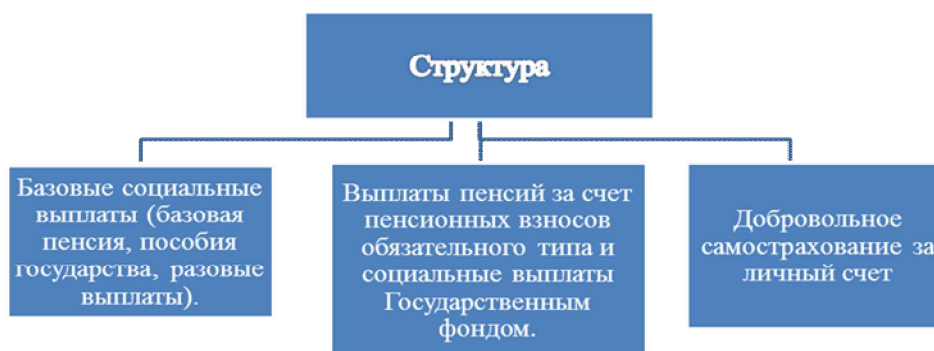 Структура
Базовые социальные
выплаты (базовая
пенсия, пособия
государства, разовые
выплаты).
Выплаты пенсий за счет
пенсионных взносов
обязательного типа и
социальные выплаты
Государственным
фондом.
Добровольное
самострахование за
личный счет